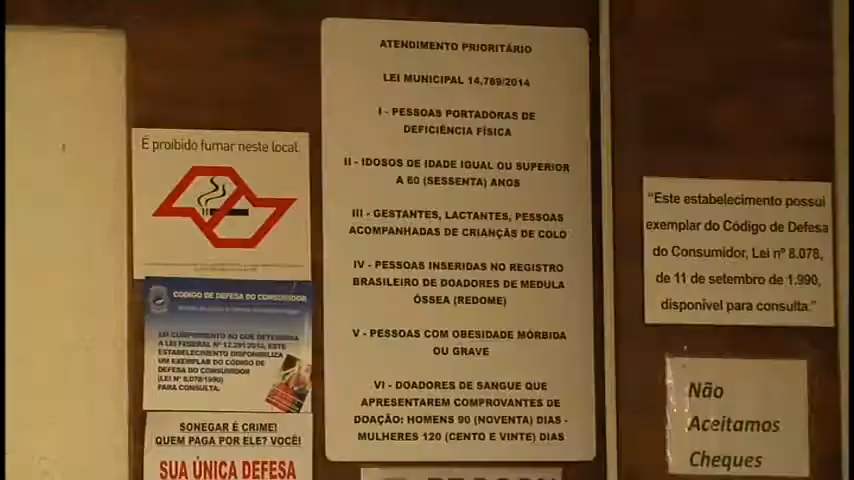 É proibido fumar neste local.
CÓDIGO DE DEFESA DO CONSUMIDOR
EM CUMPRIMENTO AO QUE DETERMINA
A LEI FEDERAL Nº 12.291/2010, ESTE
ESTABELECIMENTO DISPONIBILIZA
UM EXEMPLAR DO CÓDIGO DE
DEFESA DO CONSUMIDOR
(LEI Nº 8.078/1990)
PARA CONSULTA.
SONEGAR É CRIME!
QUEM PAGA POR ELE? VOCÊ!
SUA ÚNICA DEFESA
ATENDIMENTO PRIORITÁRIO
LEI MUNICIPAL 14,789/2014
I - PESSOAS PORTADORAS DE
DEFICIÊNCIA FÍSICA
II - IDOSOS DE IDADE IGUAL OU SUPERIOR
A 60 (SESSENTA) ANOS
III - GESTANTES, LACTANTES, PESSOAS
ACOMPANHADAS DE CRIANÇAS DE COLO
IV - PESSOAS INSERIDAS NO REGISTRO
BRASILEIRO DE DOADORES DE MEDULA
ÓSSEA (REDOME)
V - PESSOAS COM OBESIDADE MÓRBIDA
OU GRAVE
VI - DOADORES DE SANGUE QUE
APRESENTAREM COMPROVANTES DE
DOAÇÃO: HOMENS 90 (NOVENTA) DIAS -
MULHERES 120 (CENTO E VINTE) DIAS
"Este estabelecimento possui
exemplar do Código de Defesa
do Consumidor, Lei nº 8.078,
de 11 de setembro de 1.990,
disponível para consulta."
Não
Aceitamos
Cheques